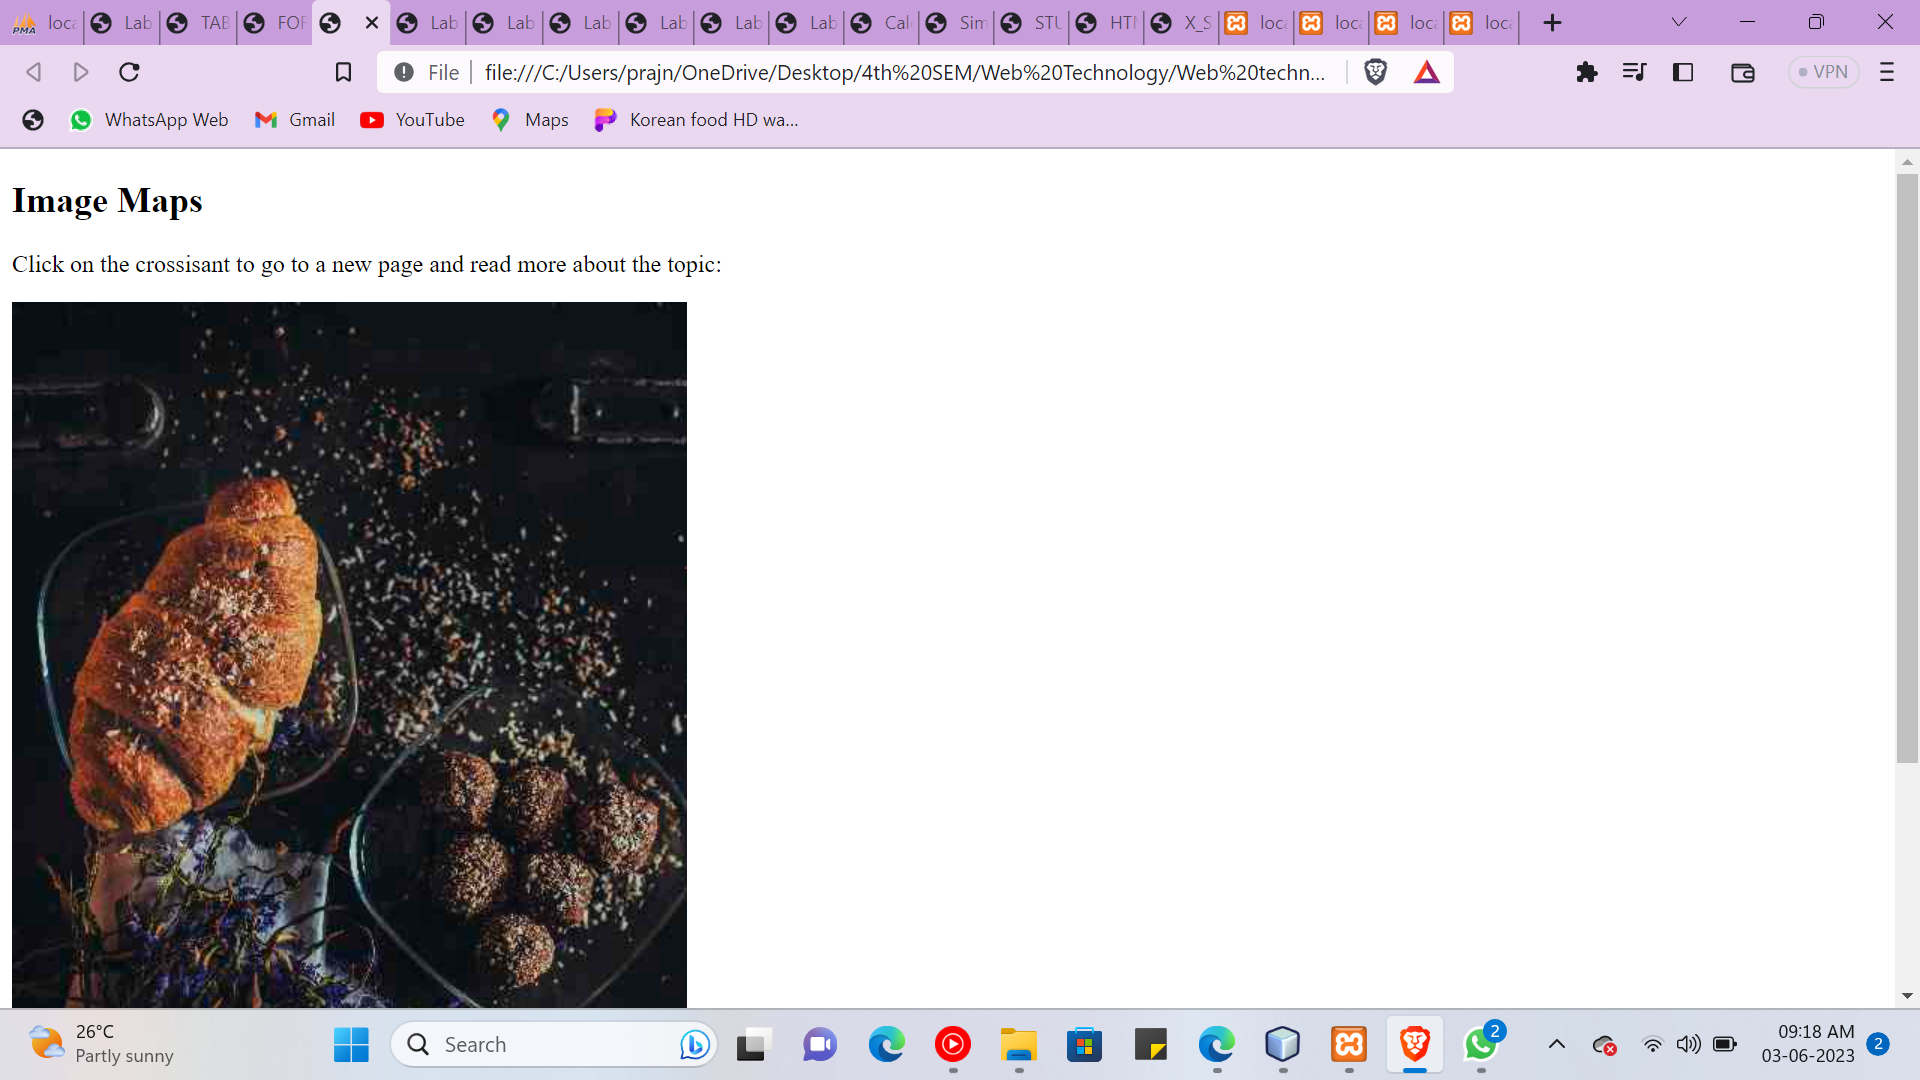 PMA loca Lab TAB FOR Lab Lab Lab Lab Lab Lab Cal Sim STU HTM X_S loca loca loca loca
File file:///C:/Users/prajn/OneDrive/Desktop/4th%20SEM/Web%20Technology/Web%20techn... VPN
WhatsApp Web Gmail YouTube Maps Korean food HD wa...
Image Maps
Click on the crossisant to go to a new page and read more about the topic:
26°C
Partly sunny
Search
2
09:18 AM
03-06-2023
2